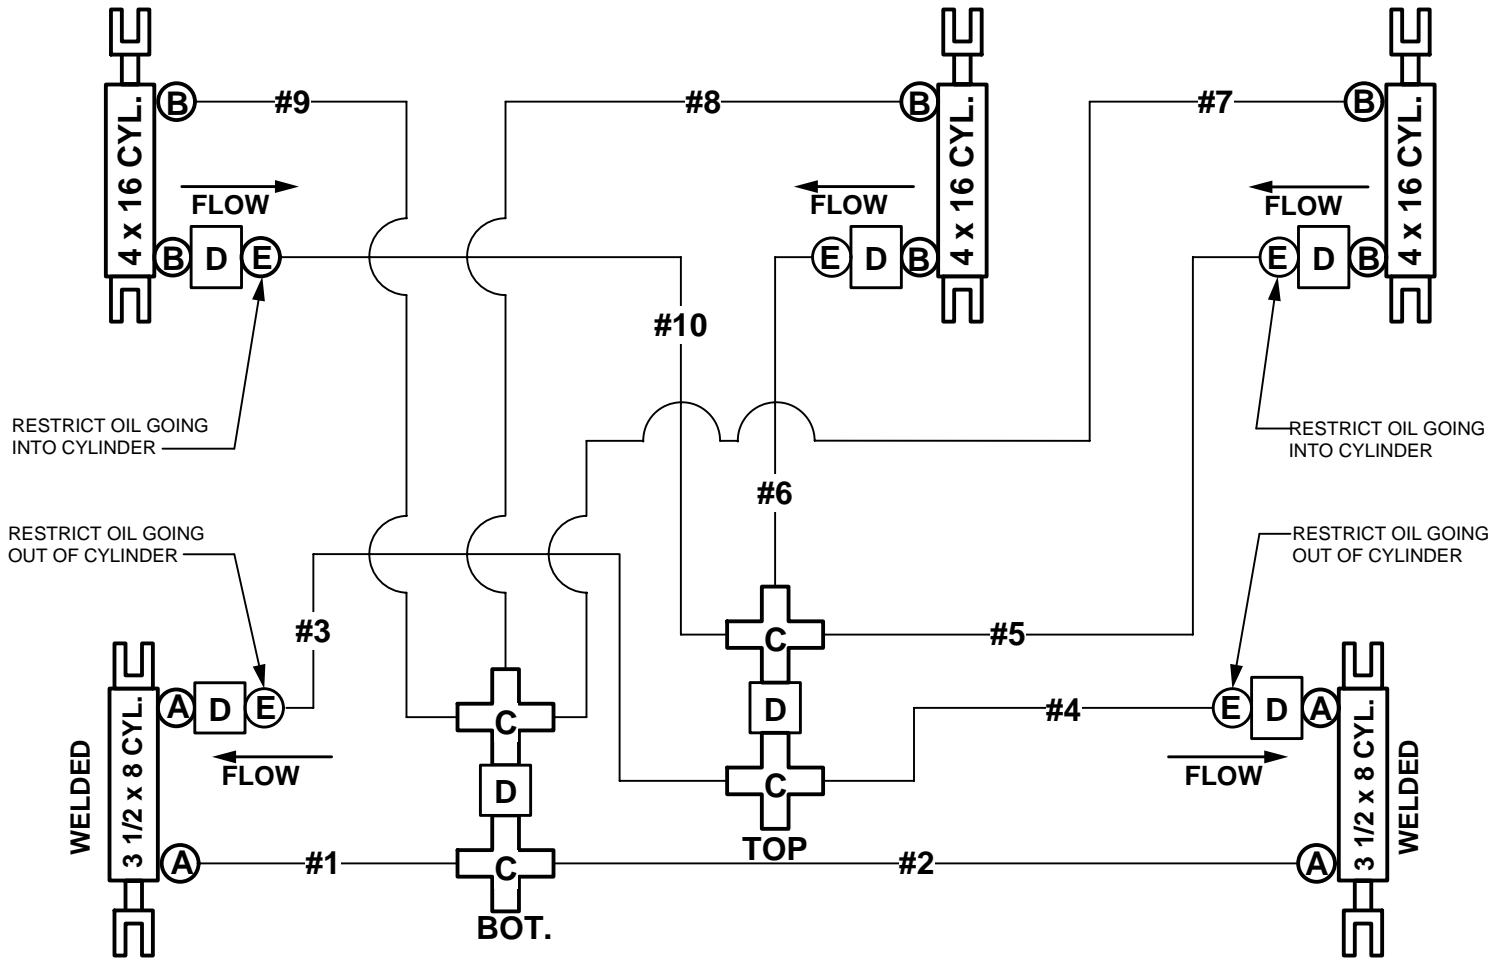 B
#9
#8
B
#7
B
4 x 16 CYL.
4 x 16 CYL.
4 x 16 CYL.
FLOW
FLOW
FLOW
B
D
E
E
D
B
E
D
B
#10
RESTRICT OIL GOING
INTO CYLINDER
RESTRICT OIL GOING
INTO CYLINDER
#6
RESTRICT OIL GOING
OUT OF CYLINDER
RESTRICT OIL GOING
OUT OF CYLINDER
#3
C
#5
A
D
E
C
D
#4
E
D
A
WELDED
3 1/2 x 8 CYL.
FLOW
D
C
FLOW
3 1/2 x 8 CYL.
WELDED
TOP
A
#1
C
#2
A
BOT.